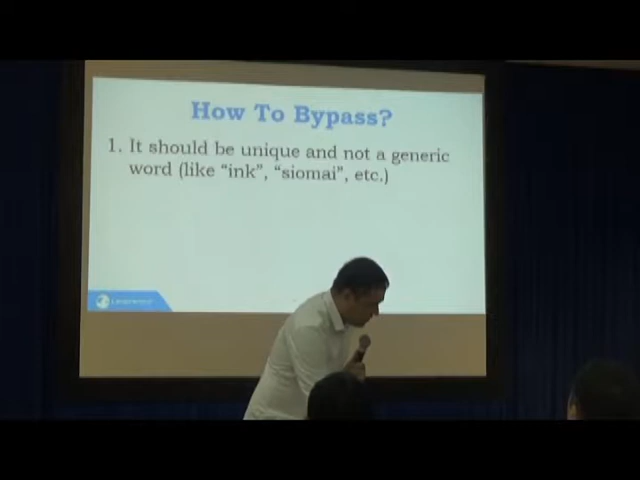 How To Bypass?
1. It should be unique and not a generic
word (like “ink”, “siomai”, etc.)